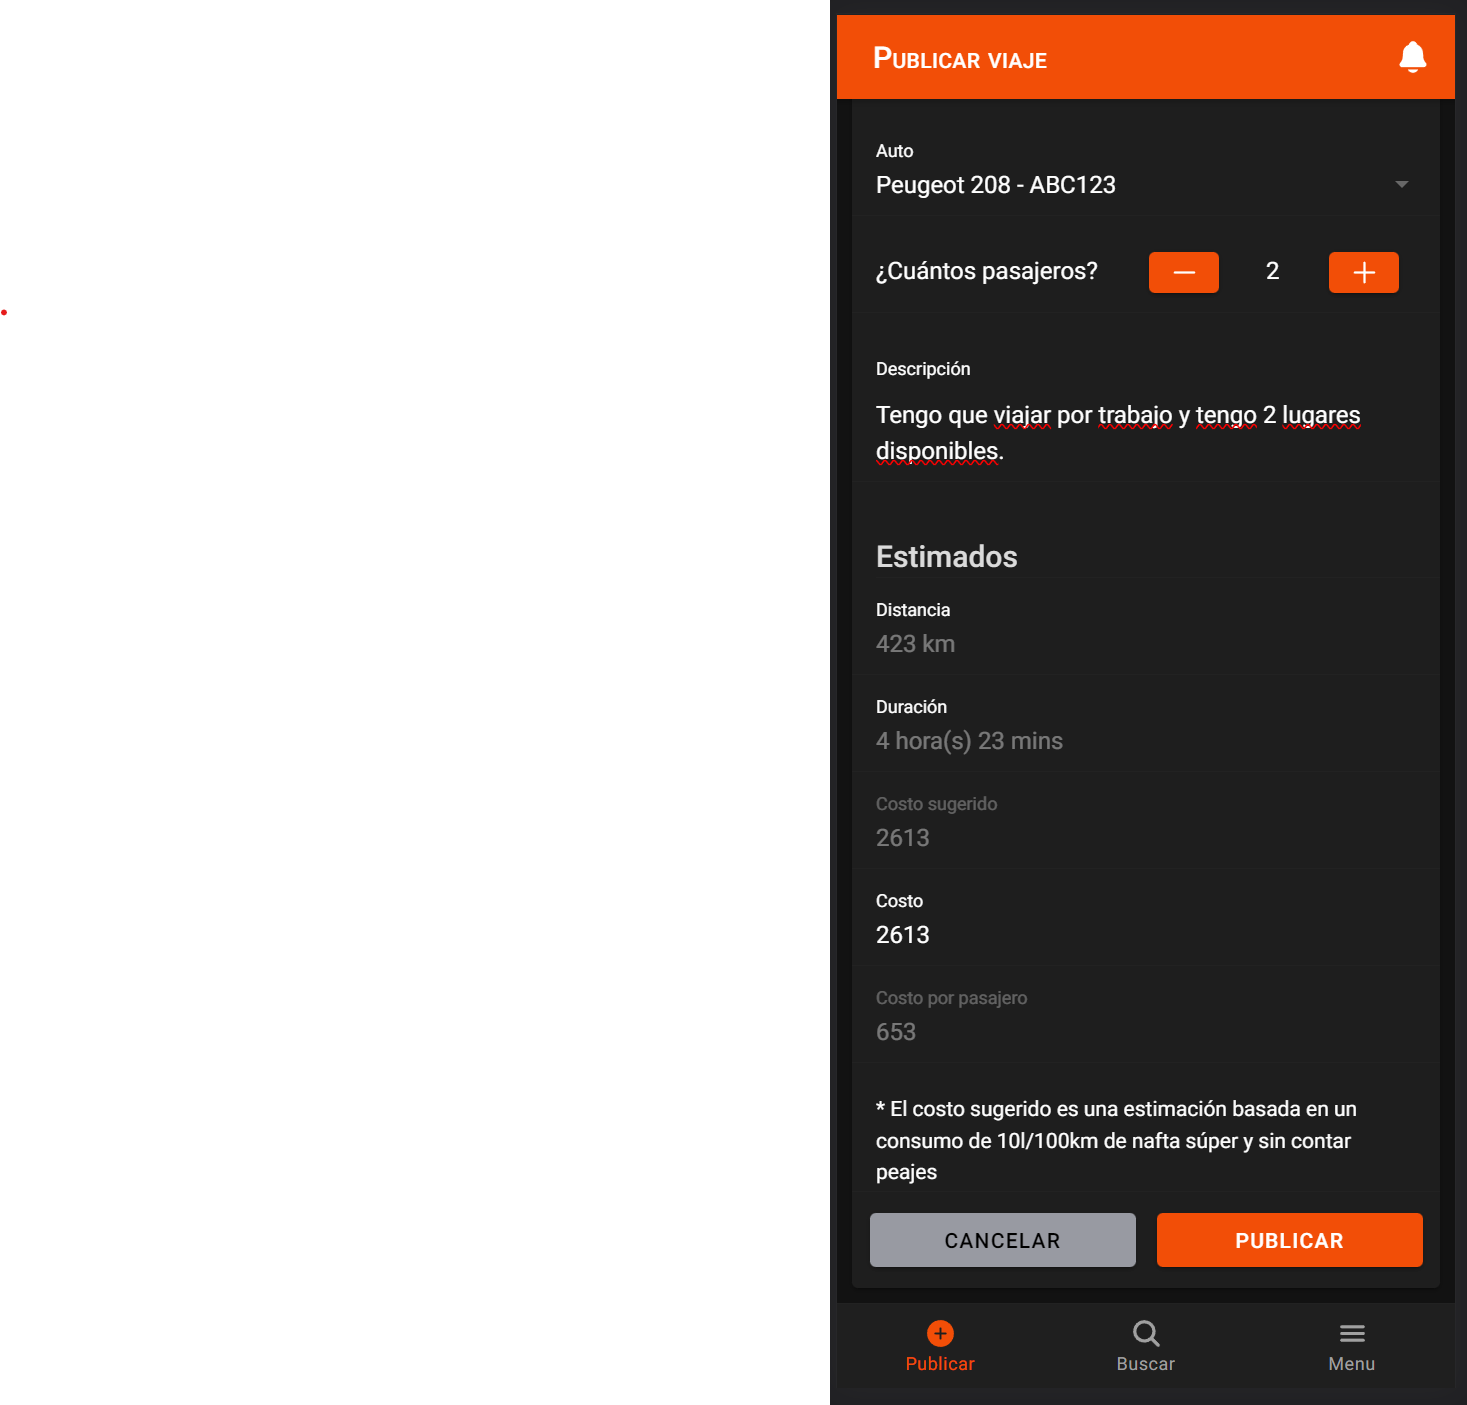 Publicar viaje
Auto
Peugeot 208 - ABC123
¿Cuántos pasajeros?
2
Descripción
Tengo que viajar por trabajo y tengo 2 lugares
disponibles.
Estimados
Distancia
423 km
Duración
4 hora(s) 23 mins
Costo sugerido
2613
Costo
2613
Costo por pasajero
653
* El costo sugerido es una estimación basada en un
consumo de 10l/100km de nafta súper y sin contar
peajes
CANCELAR
PUBLICAR
Publicar
Buscar
Menu